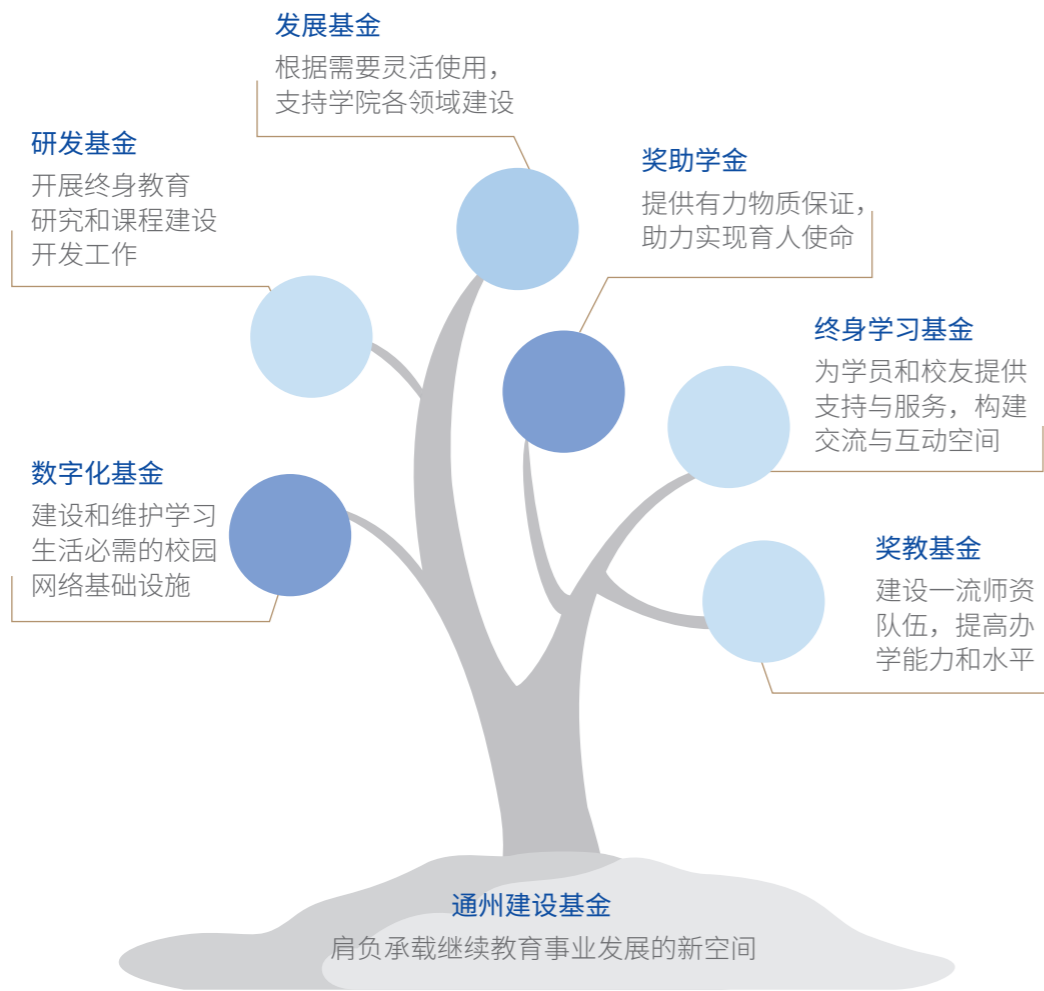 发展基金
根据需要灵活使用，
支持学院各领域建设
研发基金
开展终身教育
研究和课程建设
开发工作
奖助学金
提供有力物质保证，
助力实现育人使命
终身学习基金
为学员和校友提供
支持与服务，构建
交流与互动空间
数字化基金
建设和维护学习
生活必需的校园
网络基础设施
奖教基金
建设一流师资
队伍，提高办
学能力和水平
通州建设基金
肩负承载继续教育事业发展的新空间